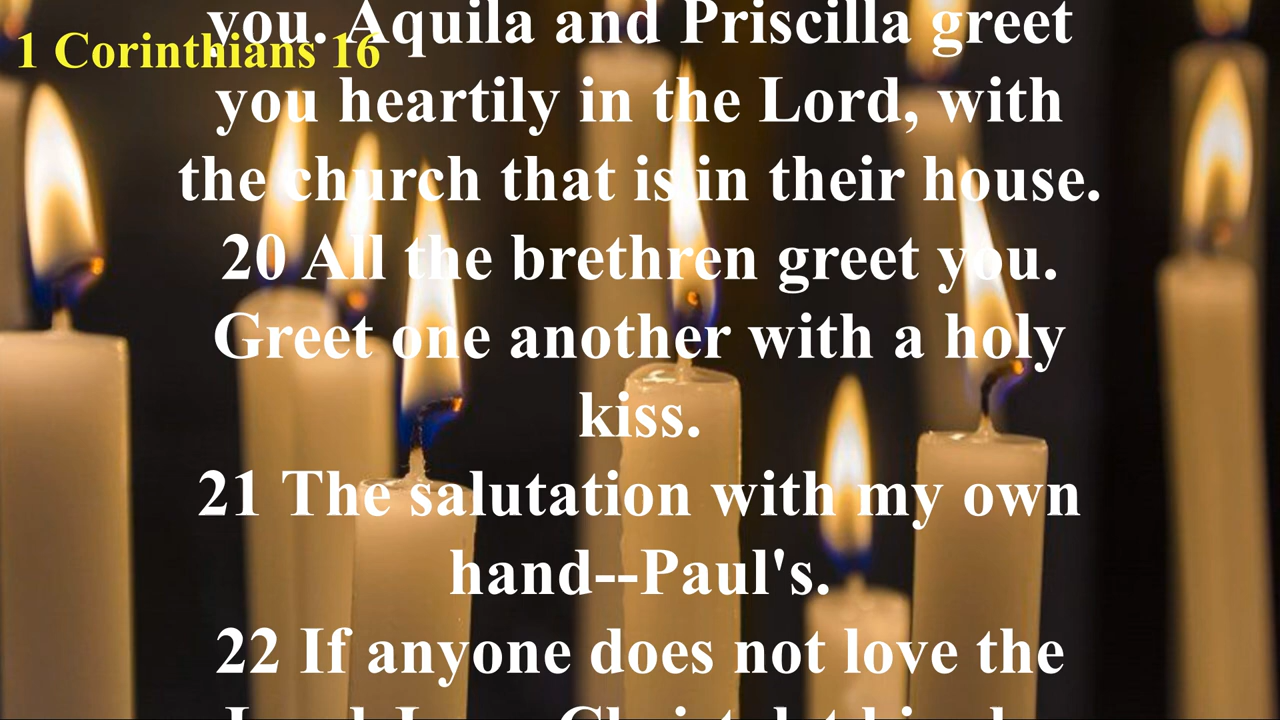 you. Aquila and Priscilla greet
1 Corinthians 16
you heartily in the Lord, with
the church that is in their house.
20 All the brethren greet you.
Greet one another with a holy
kiss.
21 The salutation with my own
hand--Paul's.
22 If anyone does not love the